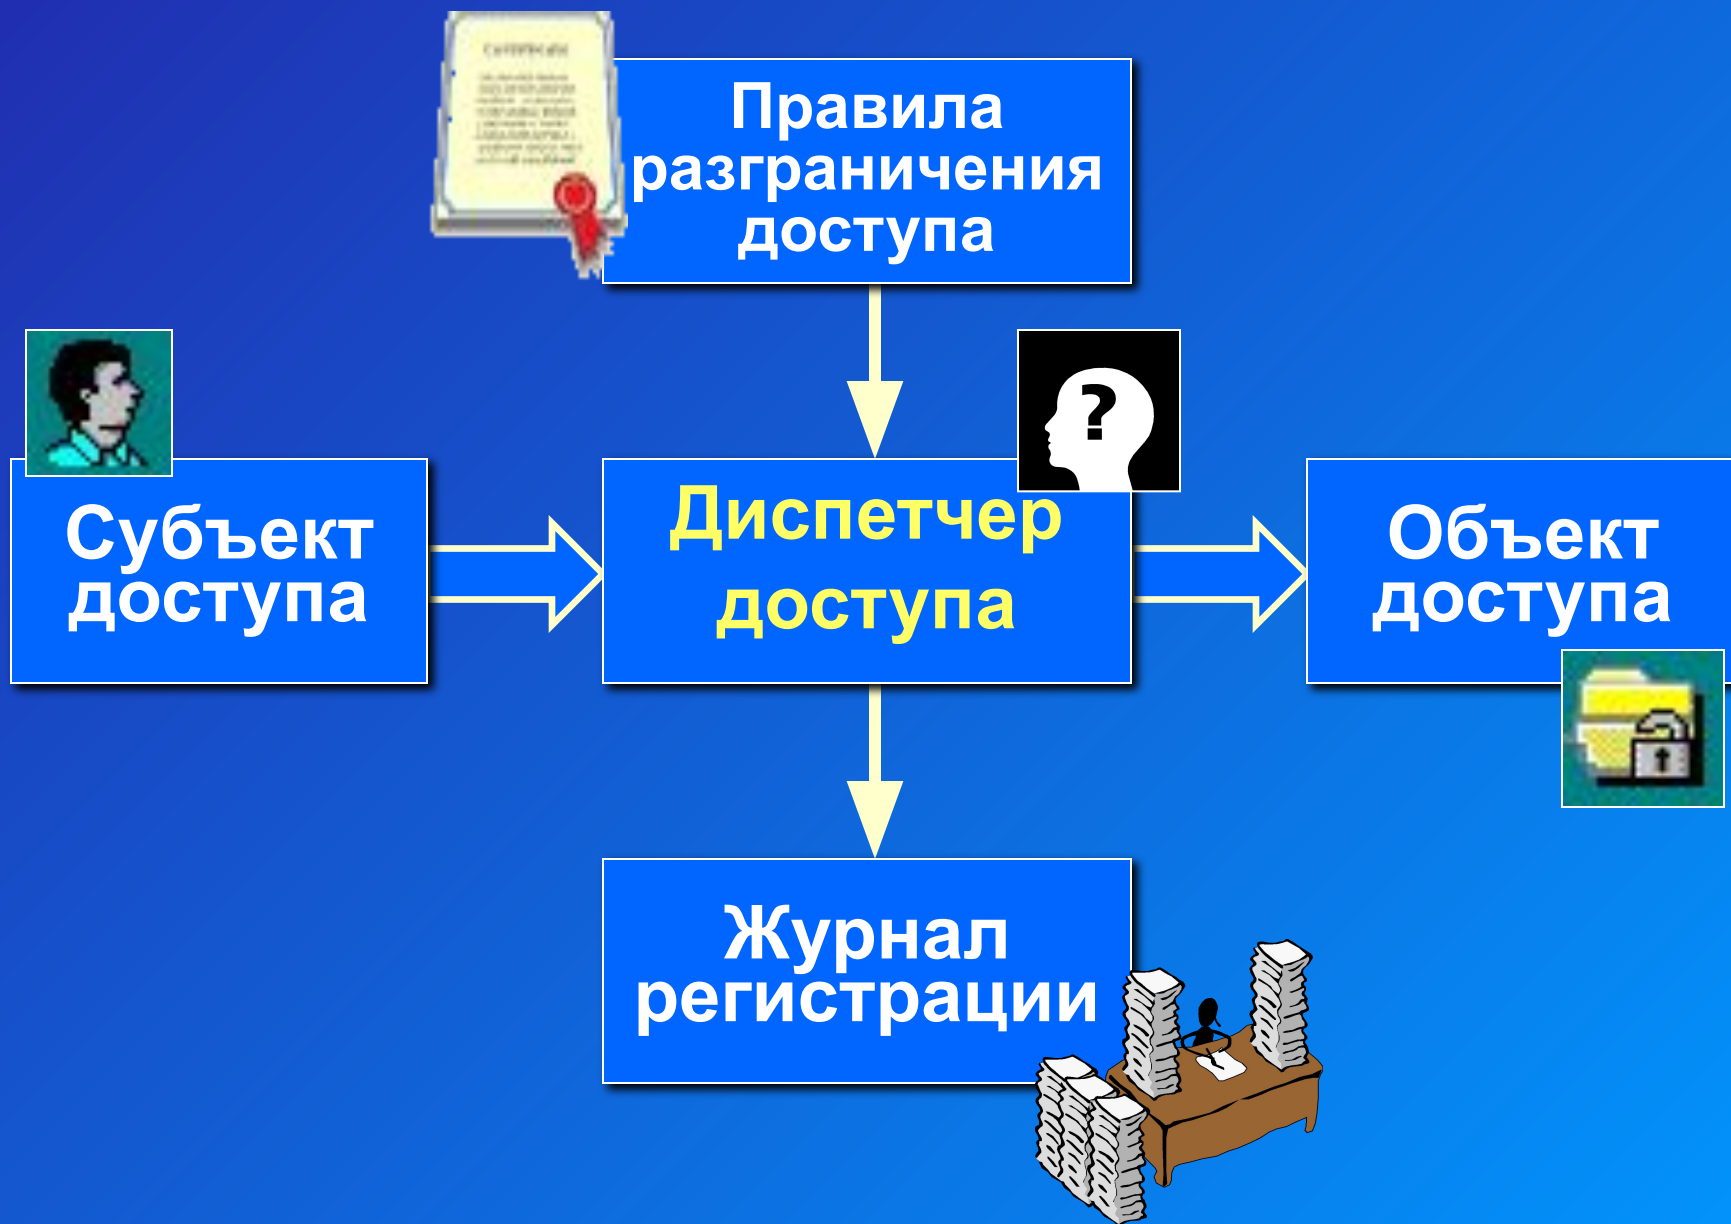 Правила
разграничения
доступа
?
Субъект
доступа
Диспетчер
доступа
Объект
доступа
Журнал
регистрации